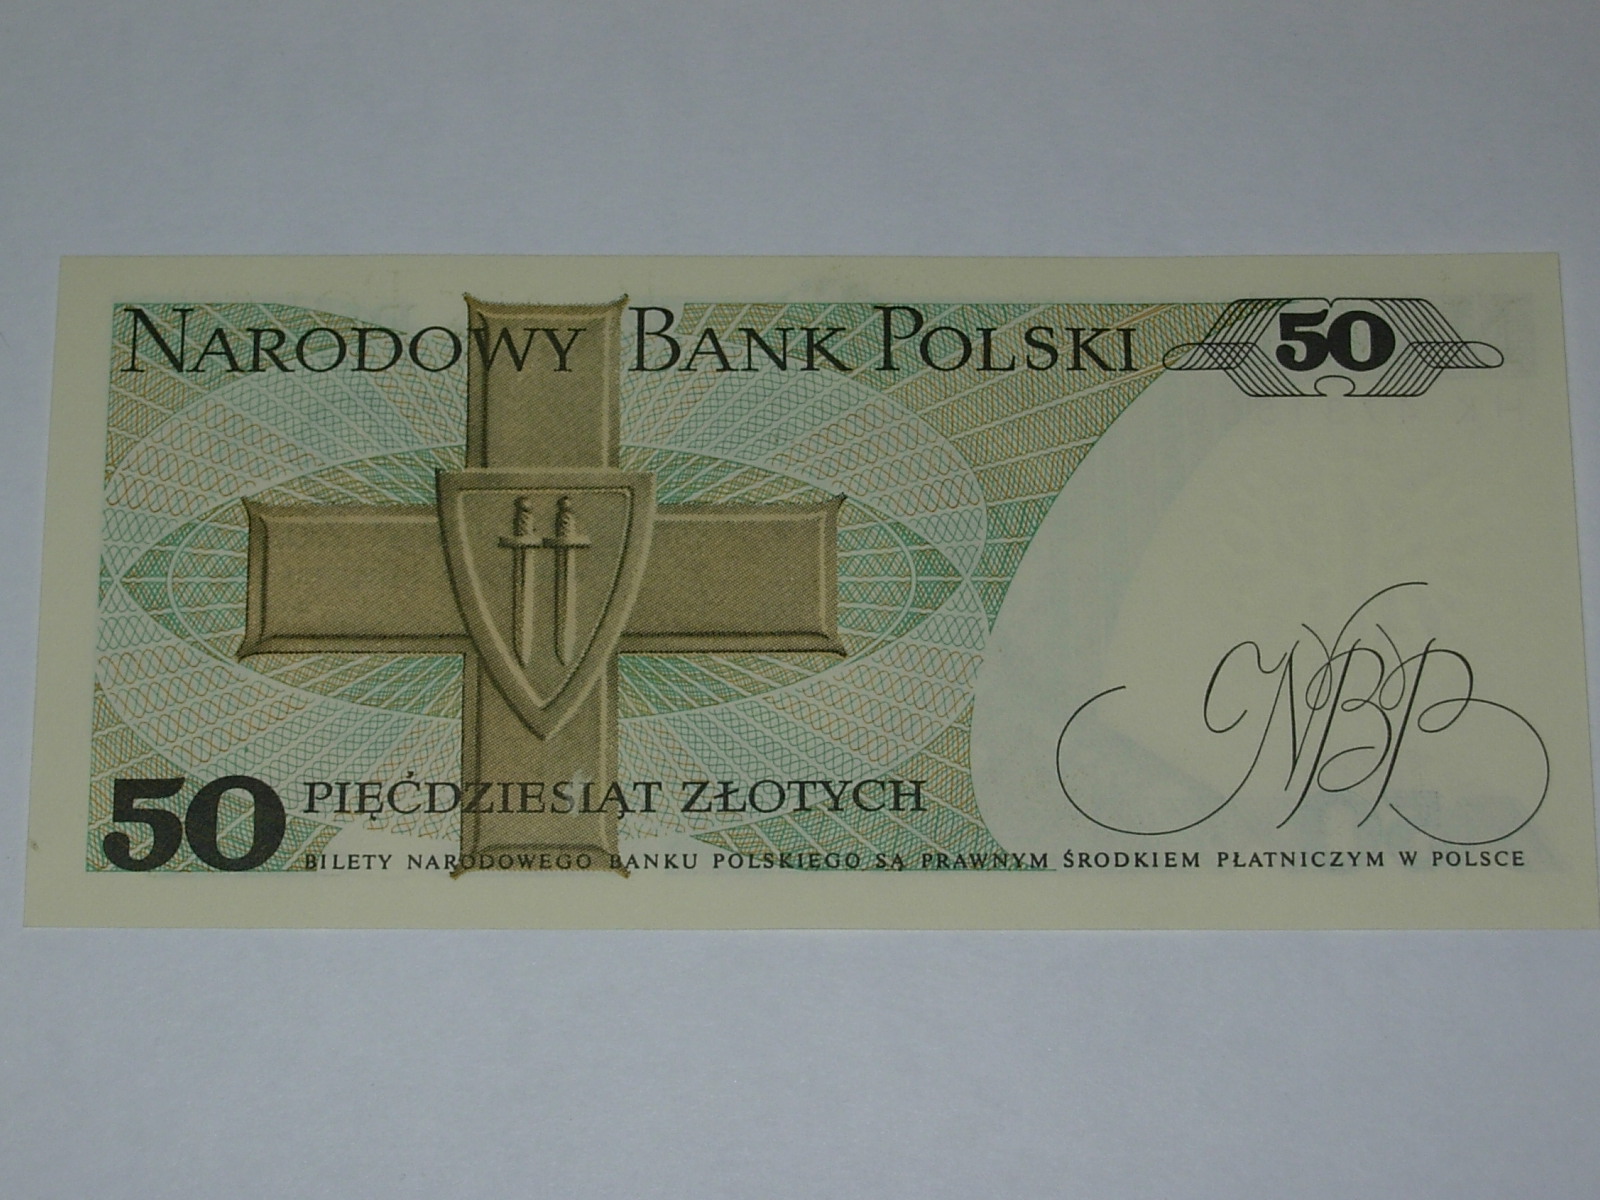 NARODOWY BANK POLSKI 50
NBP
50 PIĘĆDZIESIĄT ZŁOTYCH
BILETY NARODOWEGO BANKU POLSKIEGO SĄ PRAWNYM ŚRODKIEM PŁATNICZYM W POLSCE